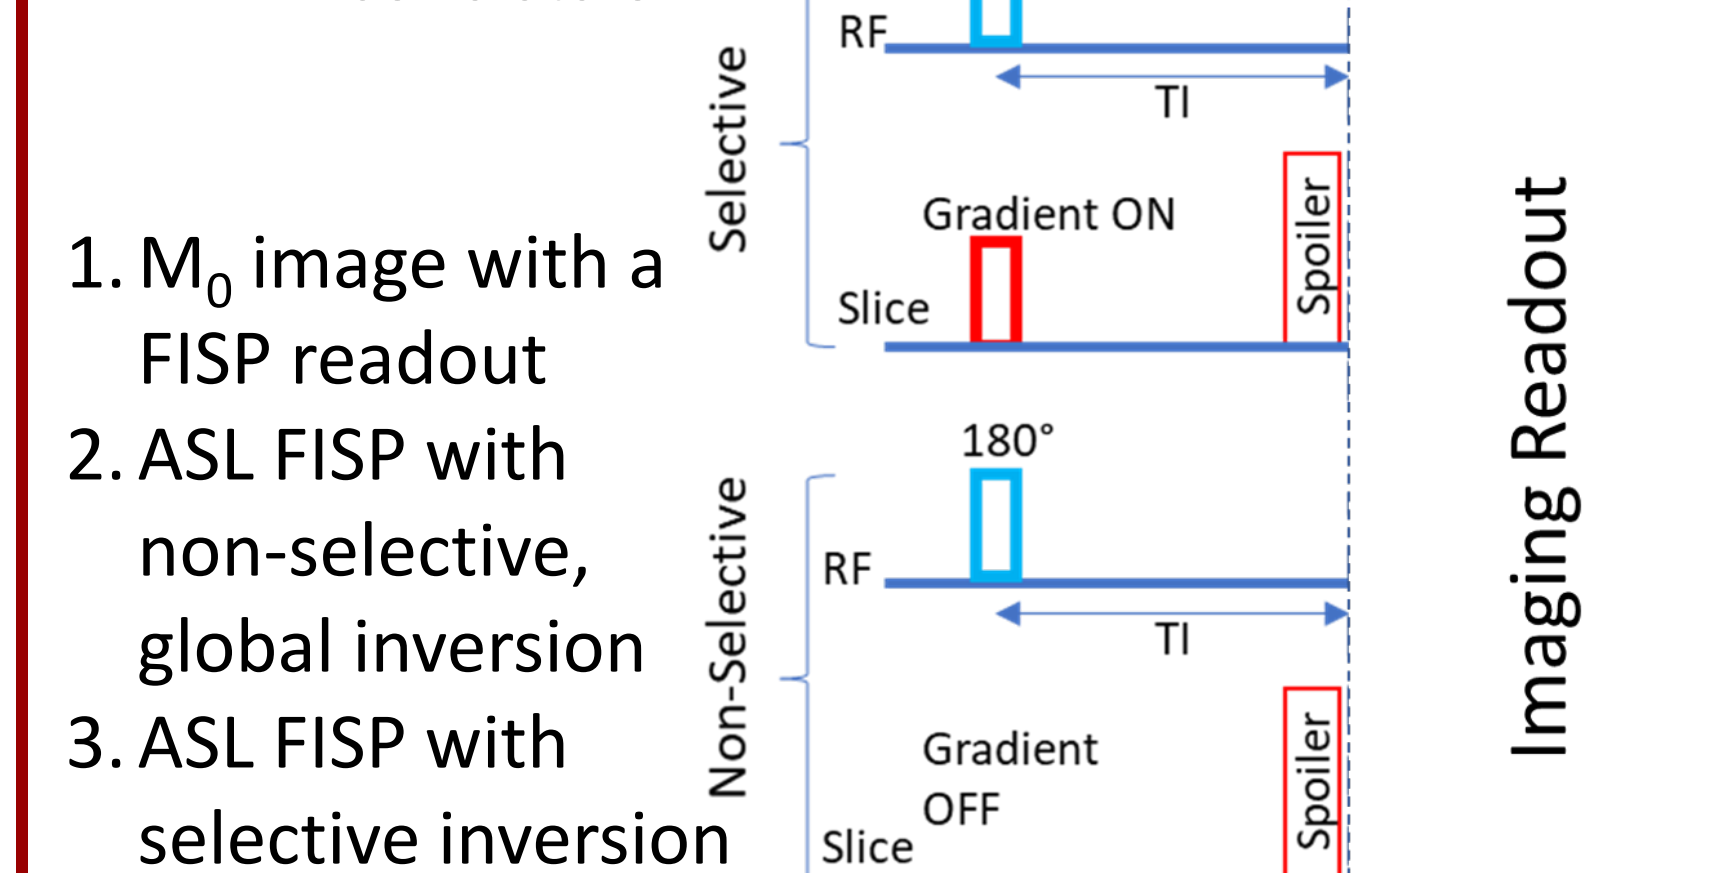 1. M₀ image with a
FISP readout
2. ASL FISP with
non-selective,
global inversion
3. ASL FISP with
selective inversion
Selective
RF
TI
Gradient ON
Slice
Spoiler
Non-Selective
180°
RF
TI
Gradient
OFF
Slice
Spoiler
Imaging Readout